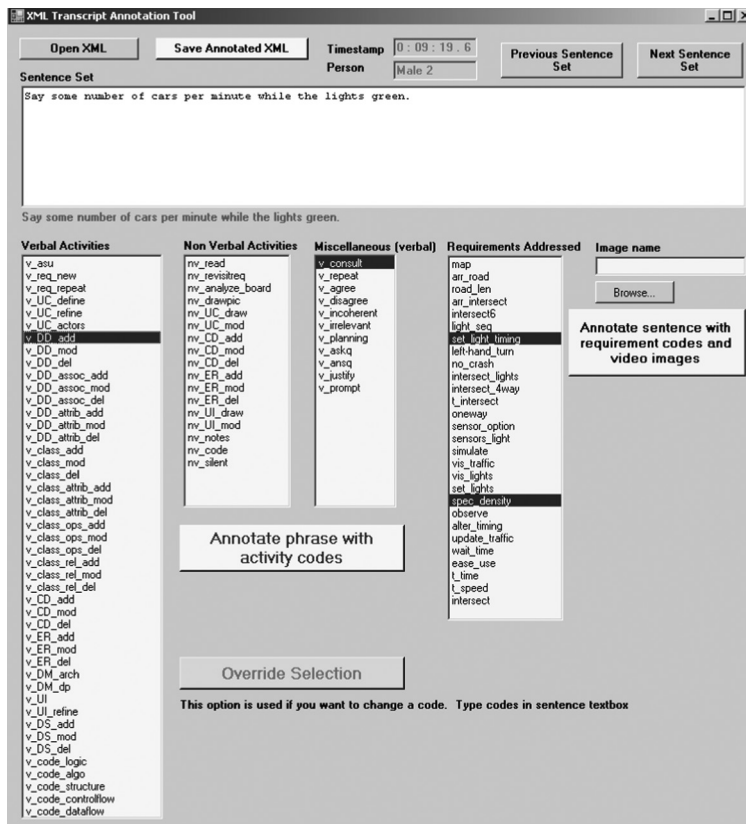 XML Transcript Annotation Tool
Open XML
Save Annotated XML
Timestamp
0 : 09 : 19 . 6
Person
Male 2
Previous Sentence
Set
Next Sentence
Set
Sentence Set
Say some number of cars per minute while the lights green.
Say some number of cars per minute while the lights green.
Verbal Activities
v_asu
v_req_new
v_req_repeat
v_UC_define
v_UC_refine
v_UC_actors
v_DD_add
v_DD_mod
v_DD_del
v_DD_assoc_add
v_DD_assoc_mod
v_DD_assoc_del
v_DD_attrib_add
v_DD_attrib_mod
v_DD_attrib_del
v_class_add
v_class_mod
v_class_del
v_class_attrib_add
v_class_attrib_mod
v_class_attrib_del
v_class_ops_add
v_class_ops_mod
v_class_ops_del
v_class_rel_add
v_class_rel_mod
v_class_rel_del
v_CD_add
v_CD_mod
v_CD_del
v_ER_add
v_ER_mod
v_ER_del
v_DM_arch
v_DM_dp
v_UI
v_UI_refine
v_DS_add
v_DS_mod
v_DS_del
v_code_logic
v_code_algo
v_code_structure
v_code_controlflow
v_code_dataflow
Non Verbal Activities
nv_read
nv_revisitreq
nv_analyze_board
nv_drawpic
nv_UC_draw
nv_UC_mod
nv_CD_add
nv_CD_mod
nv_CD_del
nv_ER_add
nv_ER_mod
nv_ER_del
nv_UI_draw
nv_UI_mod
nv_notes
nv_code
nv_silent
Miscellaneous (verbal)
v_consult
v_repeat
v_agree
v_disagree
v_incoherent
v_irrelevant
v_planning
v_askq
v_ansq
v_justify
v_prompt
Requirements Addressed
map
arr_road
road_len
arr_intersect
intersect6
light_seq
set_light_timing
left-hand_turn
no_crash
intersect_lights
intersect_4way
t_intersect
oneway
sensor_option
sensors_light
simulate
vis_traffic
vis_lights
set_lights
spec_density
observe
alter_timing
update_traffic
wait_time
ease_use
t_time
t_speed
intersect
Image name
Browse...
Annotate sentence with
requirement codes and
video images
Annotate phrase with
activity codes
Override Selection
This option is used if you want to change a code. Type codes in sentence textbox